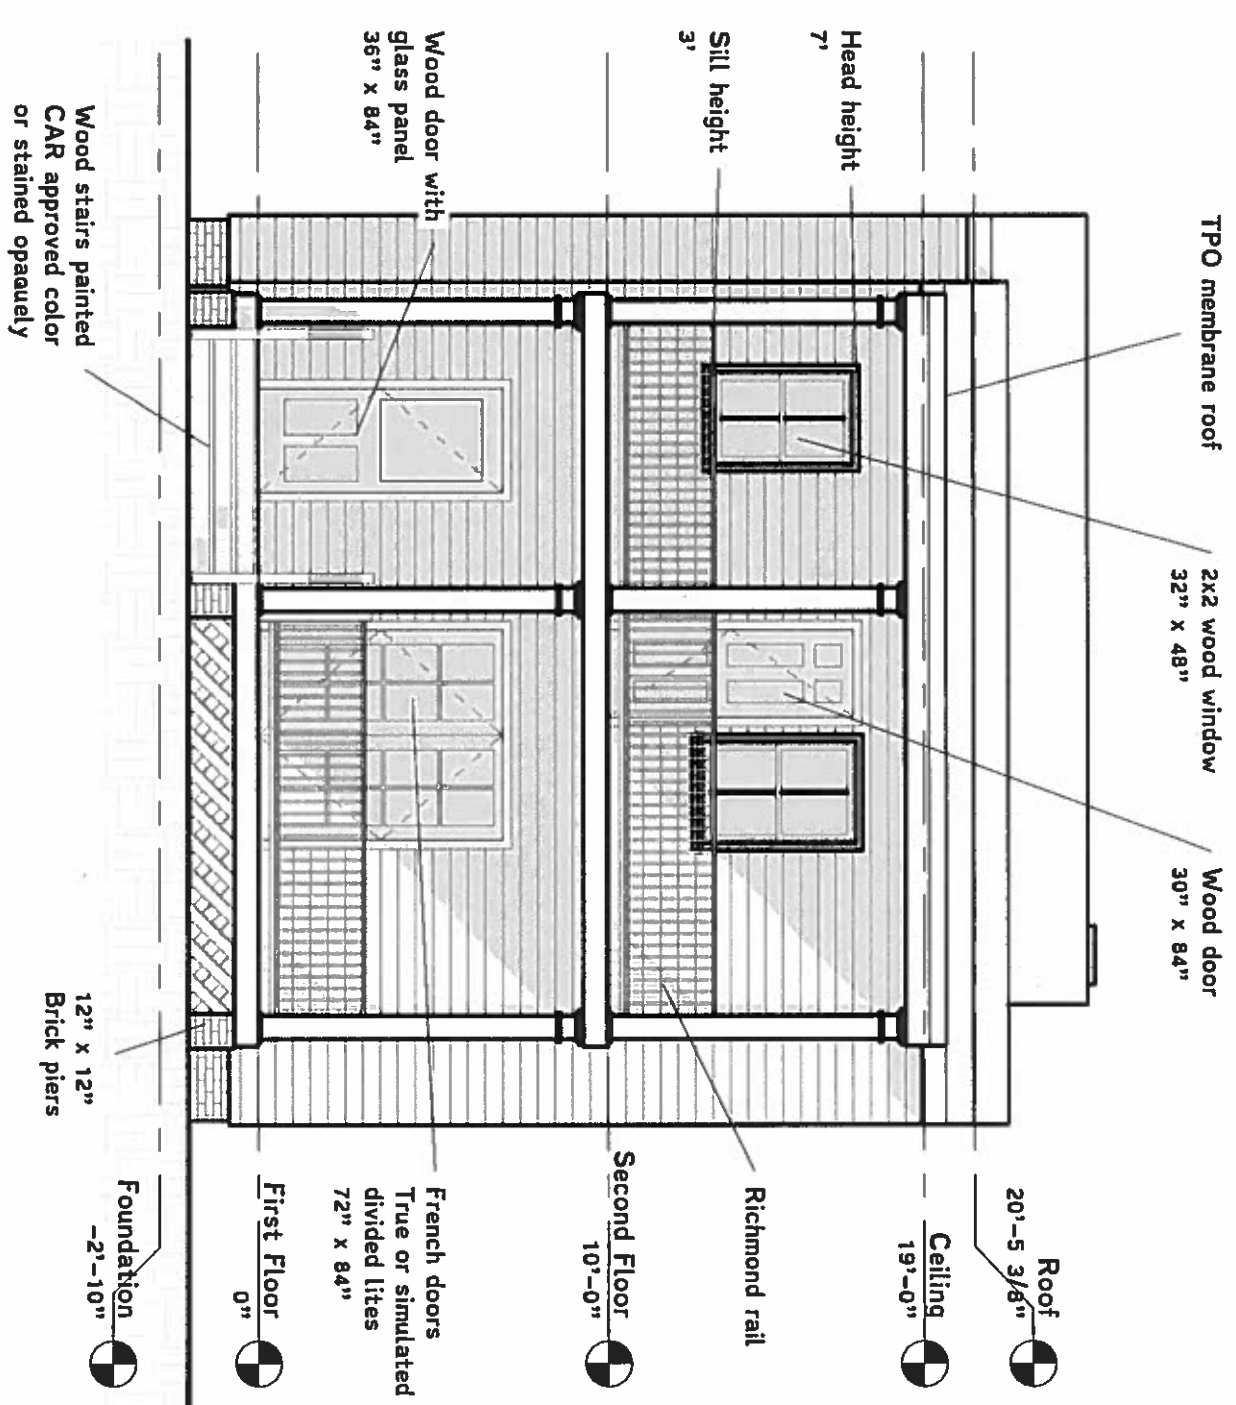 TPO membrane roof
2x2 wood window
32" x 48"
Wood door
30" x 84"
Head height
7'
Sill height
3'
Wood door with
glass panel
36" x 84"
Wood stairs painted
CAR approved color
or stained opaquely
12" x 12"
Brick piers
Roof
20'-5 3/8"
Ceiling
19'-0"
Richmond rail
Second Floor
10'-0"
French doors
True or simulated
divided lites
72" x 84"
First Floor
0"
Foundation
-2'-10"